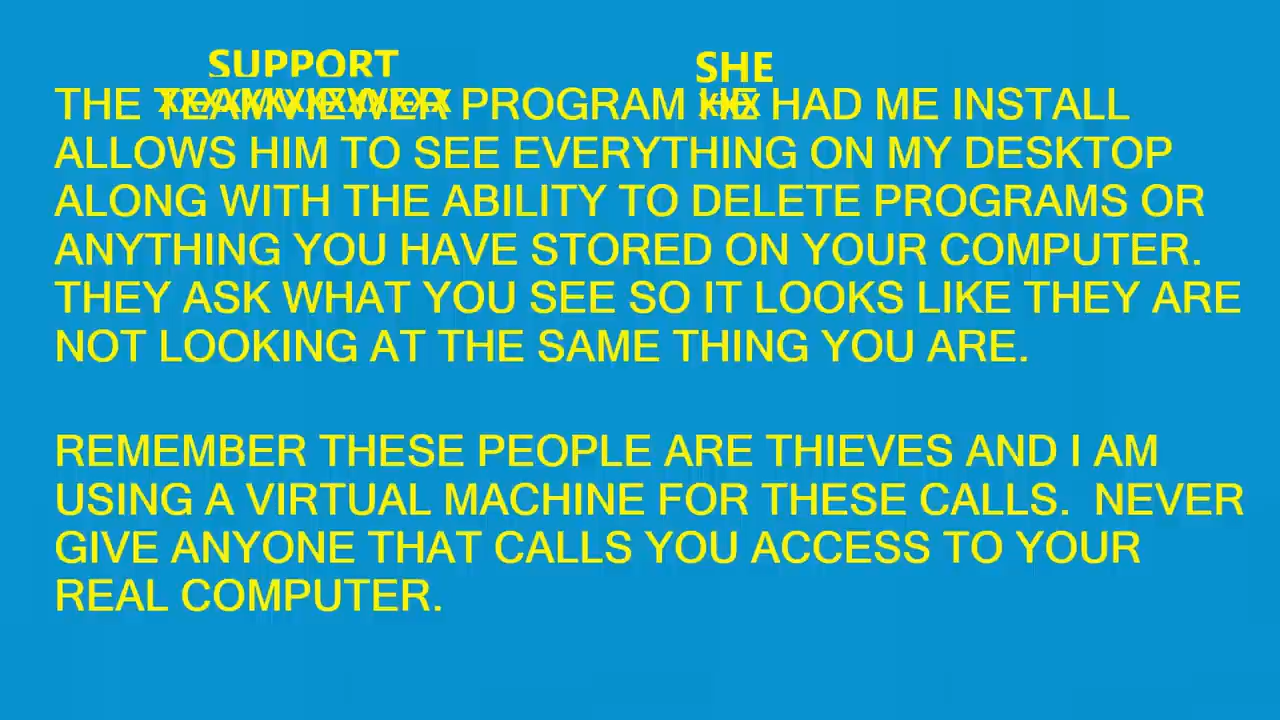 SUPPORT SHE
THE TEAMVIEWER PROGRAM HE HAD ME INSTALL
ALLOWS HIM TO SEE EVERYTHING ON MY DESKTOP
ALONG WITH THE ABILITY TO DELETE PROGRAMS OR
ANYTHING YOU HAVE STORED ON YOUR COMPUTER.
THEY ASK WHAT YOU SEE SO IT LOOKS LIKE THEY ARE
NOT LOOKING AT THE SAME THING YOU ARE.
REMEMBER THESE PEOPLE ARE THIEVES AND I AM
USING A VIRTUAL MACHINE FOR THESE CALLS. NEVER
GIVE ANYONE THAT CALLS YOU ACCESS TO YOUR
REAL COMPUTER.